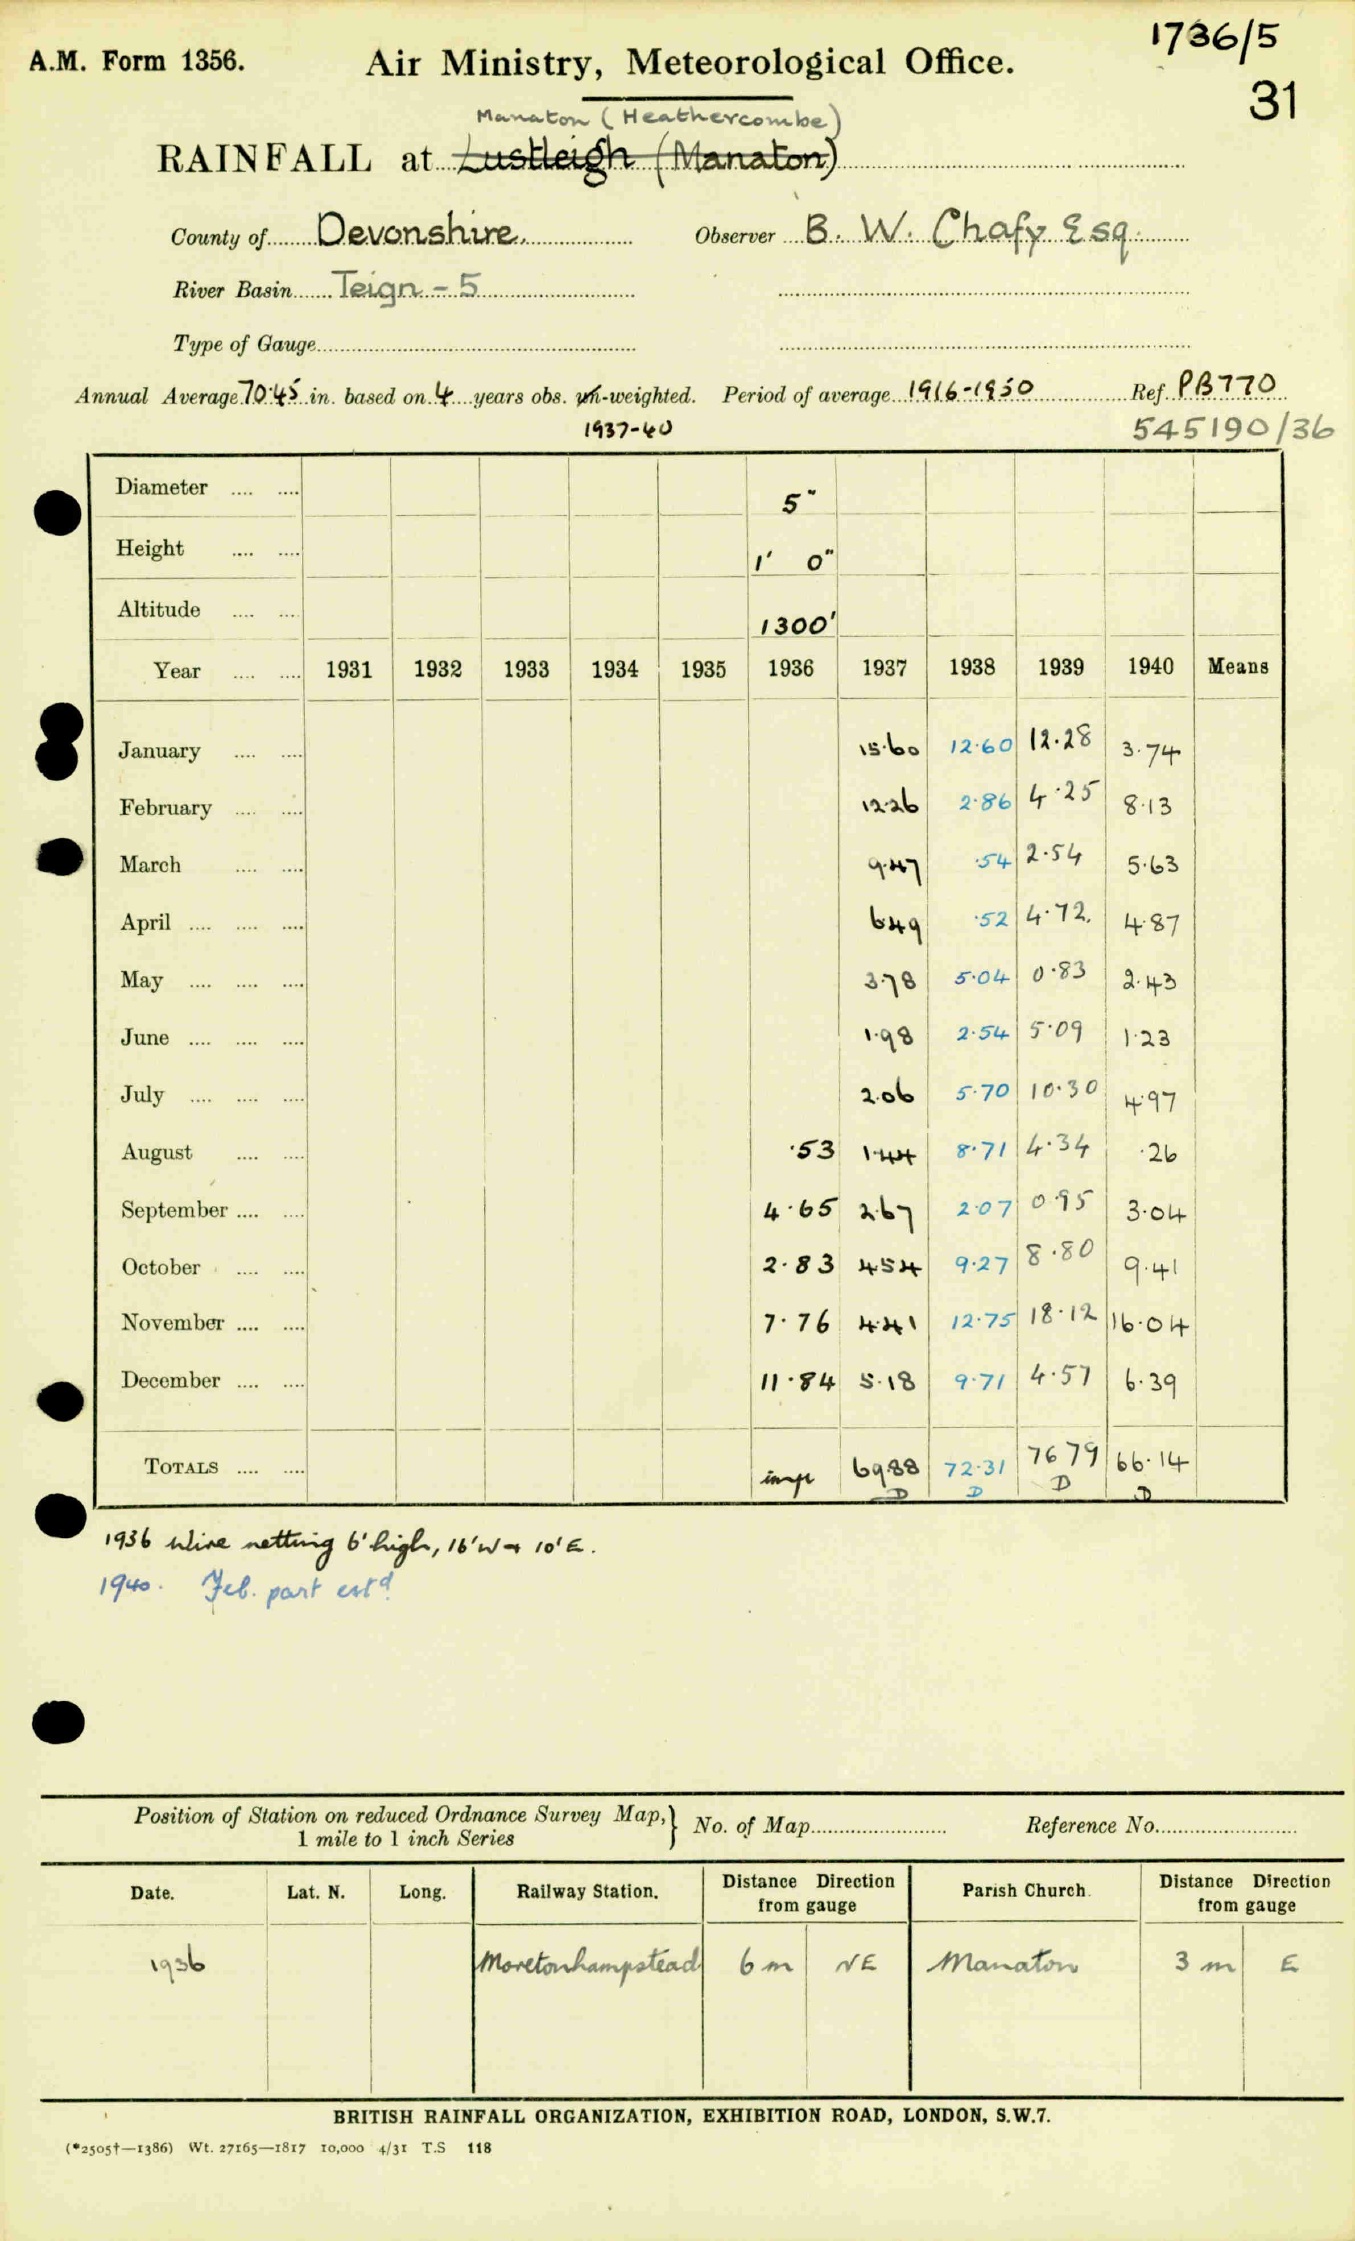 1736/5
A.M. Form 1356. Air Ministry, Meteorological Office.
31
Manaton (Heathercombe)
RAINFALL at Lustleigh (Manaton)
County of Devonshire. Observer B. W. Chafy Esq.
River Basin Teign - 5
Type of Gauge
Annual Average 70.45 in. based on 4 years obs. un-weighted. Period of average 1916-1950 Ref. PB770
1937-40 545190/36
Diameter .... .... 5"
Height .... .... 1' 0"
Altitude .... .... 1300'
Year .... .... 1931 1932 1933 1934 1935 1936 1937 1938 1939 1940 Means
January .... .... 15.60 12.60 12.28 3.74
February .... .... 12.26 2.86 4.25 8.13
March .... .... 9.47 .54 2.54 5.63
April .... .... .... 6.49 .52 4.72. 4.87
May .... .... .... 3.78 5.04 0.83 2.43
June .... .... .... 1.98 2.54 5.09 1.23
July .... .... .... 2.06 5.70 10.30 4.97
August .... .... .53 1.44 8.71 4.34 .26
September .... .... 4.65 2.67 2.07 0.95 3.04
October .... .... 2.83 4.54 9.27 8.80 9.41
November .... .... 7.76 4.41 12.75 18.12 16.04
December .... .... 11.84 5.18 9.71 4.57 6.39
TOTALS .... .... imp 69.88 72.31 76 79 66.14
D D D D
1936 Wire netting 6' high, 16' W + 10' E.
1940. Feb. part estd.
Position of Station on reduced Ordnance Survey Map,} No. of Map Reference No.
1 mile to 1 inch Series
Date. Lat. N. Long. Railway Station. Distance Direction from gauge Parish Church. Distance Direction from gauge
1936 Moretonhampstead 6 m NE Manaton 3 m E
BRITISH RAINFALL ORGANIZATION, EXHIBITION ROAD, LONDON, S.W.7.
(*2505†—1386) Wt. 27165—1817 10,000 4/31 T.S 118